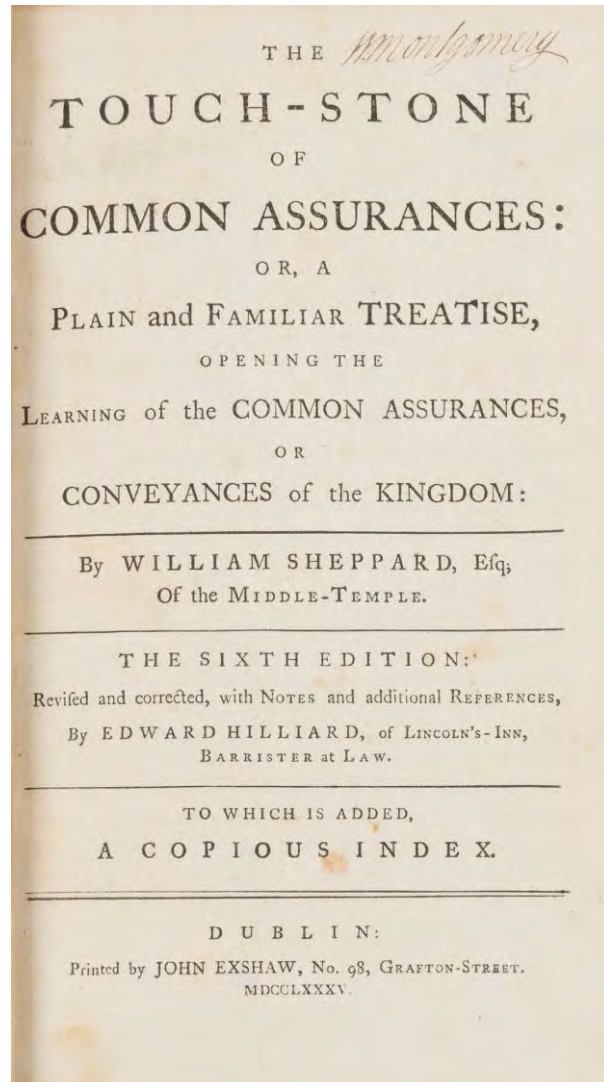 THE Wmontgomery
TOUCH-STONE
OF
COMMON ASSURANCES:
OR, A
PLAIN and FAMILIAR TREATISE,
OPENING THE
LEARNING of the COMMON ASSURANCES,
OR
CONVEYANCES of the KINGDOM:
By WILLIAM SHEPPARD, Eſq;
Of the MIDDLE-TEMPLE.
THE SIXTH EDITION:
Reviſed and corrected, with NOTES and additional REFERENCES,
By EDWARD HILLIARD, of LINCOLN'S-INN,
BARRISTER at LAW.
TO WHICH IS ADDED,
A COPIOUS INDEX.
DUBLIN:
Printed by JOHN EXSHAW, No. 98, GRAFTON-STREET.
MDCCLXXXV.